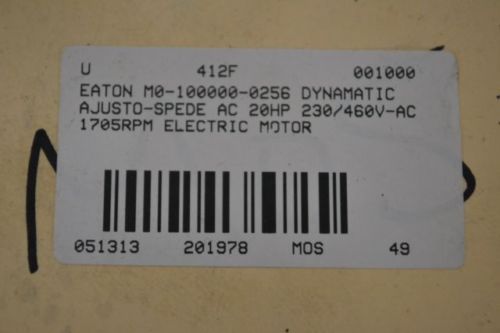 U 412F 001000
EATON M0-100000-0256 DYNAMATIC
AJUSTO-SPEDE AC 20HP 230/460V-AC
1705RPM ELECTRIC MOTOR
051313 201978 MOS 49